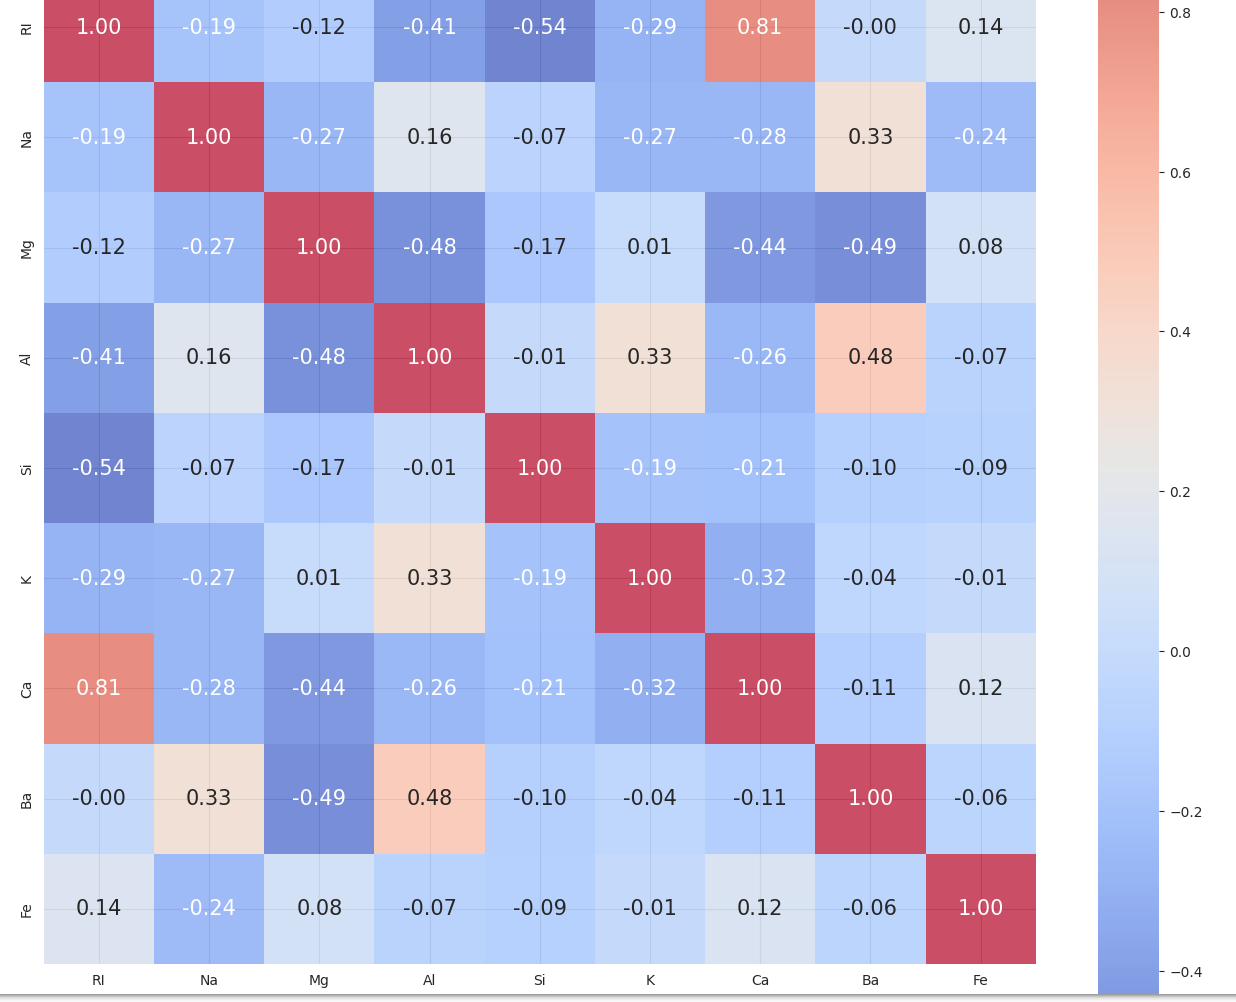 RI 1.00 -0.19 -0.12 -0.41 -0.54 -0.29 0.81 -0.00 0.14
Na -0.19 1.00 -0.27 0.16 -0.07 -0.27 -0.28 0.33 -0.24
Mg -0.12 -0.27 1.00 -0.48 -0.17 0.01 -0.44 -0.49 0.08
Al -0.41 0.16 -0.48 1.00 -0.01 0.33 -0.26 0.48 -0.07
Si -0.54 -0.07 -0.17 -0.01 1.00 -0.19 -0.21 -0.10 -0.09
K -0.29 -0.27 0.01 0.33 -0.19 1.00 -0.32 -0.04 -0.01
Ca 0.81 -0.28 -0.44 -0.26 -0.21 -0.32 1.00 -0.11 0.12
Ba -0.00 0.33 -0.49 0.48 -0.10 -0.04 -0.11 1.00 -0.06
Fe 0.14 -0.24 0.08 -0.07 -0.09 -0.01 0.12 -0.06 1.00
RI Na Mg Al Si K Ca Ba Fe
0.8
0.6
0.4
0.2
0.0
−0.2
−0.4